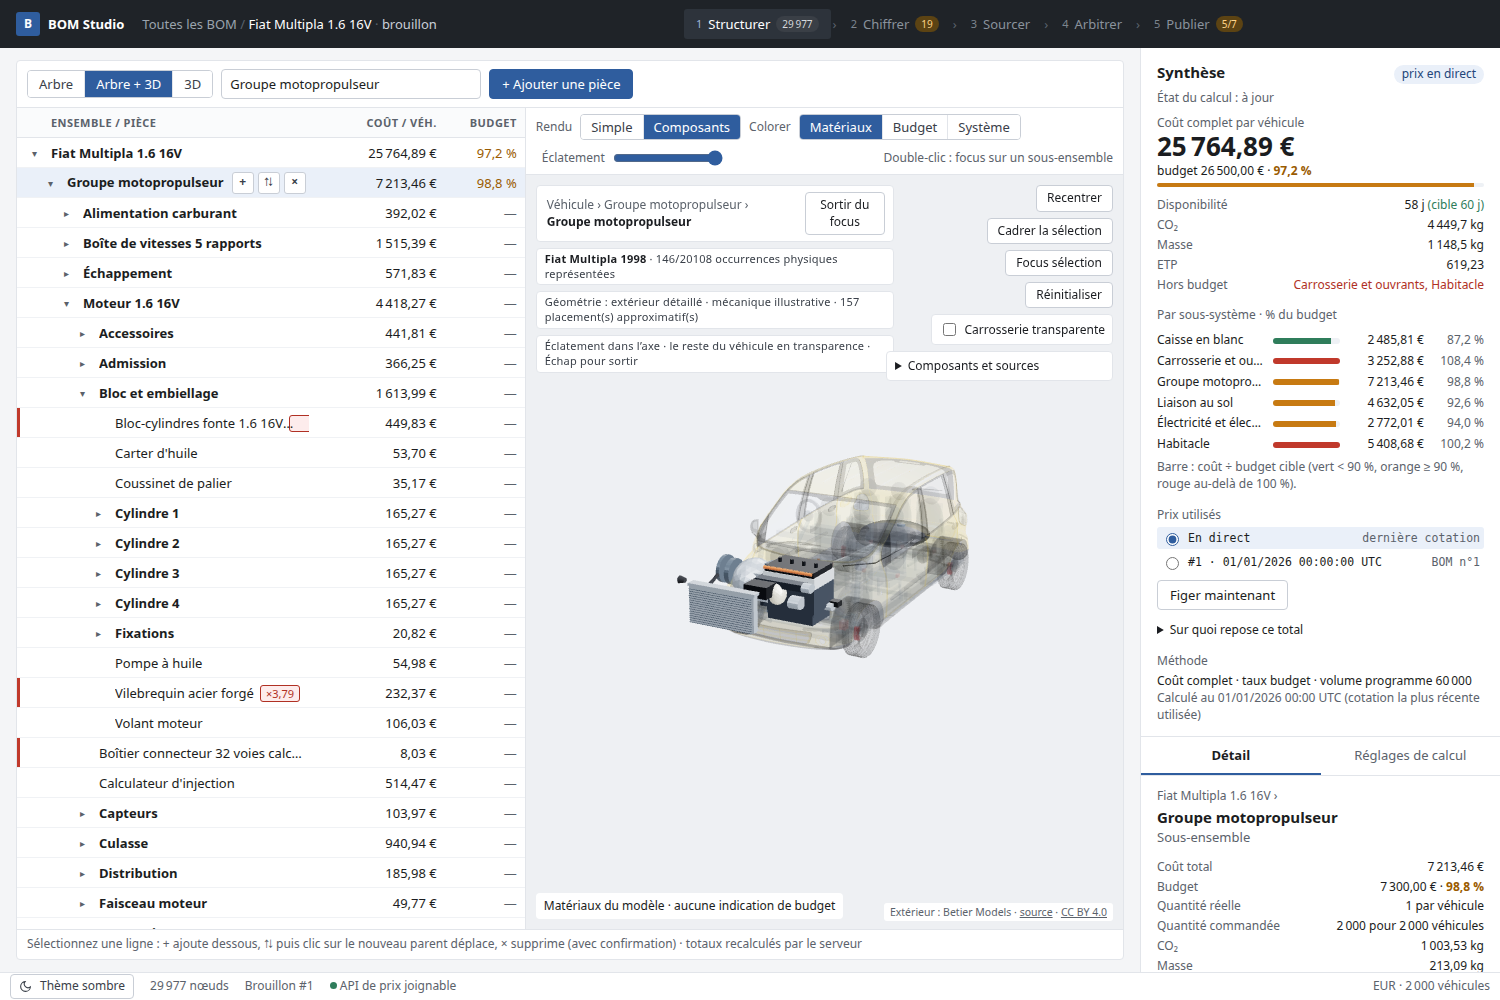 B BOM Studio Toutes les BOM / Fiat Multipla 1.6 16V · brouillon 1 Structurer 29 977 › 2 Chiffrer 19 › 3 Sourcer › 4 Arbitrer › 5 Publier 5/7
Arbre Arbre + 3D 3D Groupe motopropulseur + Ajouter une pièce
ENSEMBLE / PIÈCE COÛT / VÉH. BUDGET
Fiat Multipla 1.6 16V 25 764,89 € 97,2 %
Groupe motopropulseur + ⇅ × 7 213,46 € 98,8 %
Alimentation carburant 392,02 € —
Boîte de vitesses 5 rapports 1 515,39 € —
Échappement 571,83 € —
Moteur 1.6 16V 4 418,27 € —
Accessoires 441,81 € —
Admission 366,25 € —
Bloc et embiellage 1 613,99 € —
Bloc-cylindres fonte 1.6 16V... 449,83 € —
Carter d'huile 53,70 € —
Coussinet de palier 35,17 € —
Cylindre 1 165,27 € —
Cylindre 2 165,27 € —
Cylindre 3 165,27 € —
Cylindre 4 165,27 € —
Fixations 20,82 € —
Pompe à huile 54,98 € —
Vilebrequin acier forgé ×3,79 232,37 € —
Volant moteur 106,03 € —
Boîtier connecteur 32 voies calc... 8,03 € —
Calculateur d'injection 514,47 € —
Capteurs 103,97 € —
Culasse 940,94 € —
Distribution 185,98 € —
Faisceau moteur 49,77 € —
Rendu Simple Composants Colorer Matériaux Budget Système
Éclatement Double-clic : focus sur un sous-ensemble
Véhicule › Groupe motopropulseur ›
Groupe motopropulseur
Sortir du
focus
Fiat Multipla 1998 · 146/20108 occurrences physiques
représentées
Géométrie : extérieur détaillé · mécanique illustrative · 157
placement(s) approximatif(s)
Éclatement dans l'axe · le reste du véhicule en transparence ·
Échap pour sortir
Recentrer
Cadrer la sélection
Focus sélection
Réinitialiser
Carrosserie transparente
Composants et sources
Matériaux du modèle · aucune indication de budget
Extérieur : Betier Models · source · CC BY 4.0
Sélectionnez une ligne : + ajoute dessous, ⇅ puis clic sur le nouveau parent déplace, × supprime (avec confirmation) · totaux recalculés par le serveur
Synthèse prix en direct
État du calcul : à jour
Coût complet par véhicule
25 764,89 €
budget 26 500,00 € · 97,2 %
Disponibilité 58 j (cible 60 j)
CO₂ 4 449,7 kg
Masse 1 148,5 kg
ETP 619,23
Hors budget Carrosserie et ouvrants, Habitacle
Par sous-système · % du budget
Caisse en blanc 2 485,81 € 87,2 %
Carrosserie et ou... 3 252,88 € 108,4 %
Groupe motopro... 7 213,46 € 98,8 %
Liaison au sol 4 632,05 € 92,6 %
Électricité et élec... 2 772,01 € 94,0 %
Habitacle 5 408,68 € 100,2 %
Barre : coût ÷ budget cible (vert < 90 %, orange ≥ 90 %,
rouge au-delà de 100 %).
Prix utilisés
En direct dernière cotation
#1 · 01/01/2026 00:00:00 UTC BOM n°1
Figer maintenant
Sur quoi repose ce total
Méthode
Coût complet · taux budget · volume programme 60 000
Calculé au 01/01/2026 00:00 UTC (cotation la plus récente
utilisée)
Détail Réglages de calcul
Fiat Multipla 1.6 16V ›
Groupe motopropulseur
Sous-ensemble
Coût total 7 213,46 €
Budget 7 300,00 € · 98,8 %
Quantité réelle 1 par véhicule
Quantité commandée 2 000 pour 2 000 véhicules
CO₂ 1 003,53 kg
Masse 213,09 kg
Thème sombre 29 977 nœuds Brouillon #1 API de prix joignable EUR · 2 000 véhicules